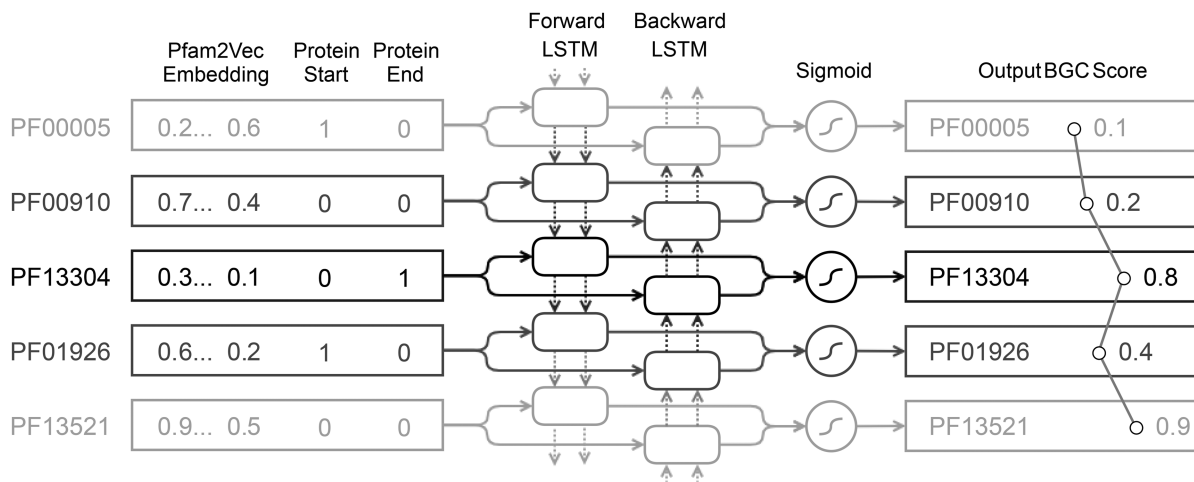 Forward Backward
Pfam2Vec Protein Protein LSTM LSTM
Embedding Start End Sigmoid Output BGC Score
PF00005 0.2... 0.6 1 0 PF00005 0.1
PF00910 0.7... 0.4 0 0 PF00910 0.2
PF13304 0.3... 0.1 0 1 PF13304 0.8
PF01926 0.6... 0.2 1 0 PF01926 0.4
PF13521 0.9... 0.5 0 0 PF13521 0.9